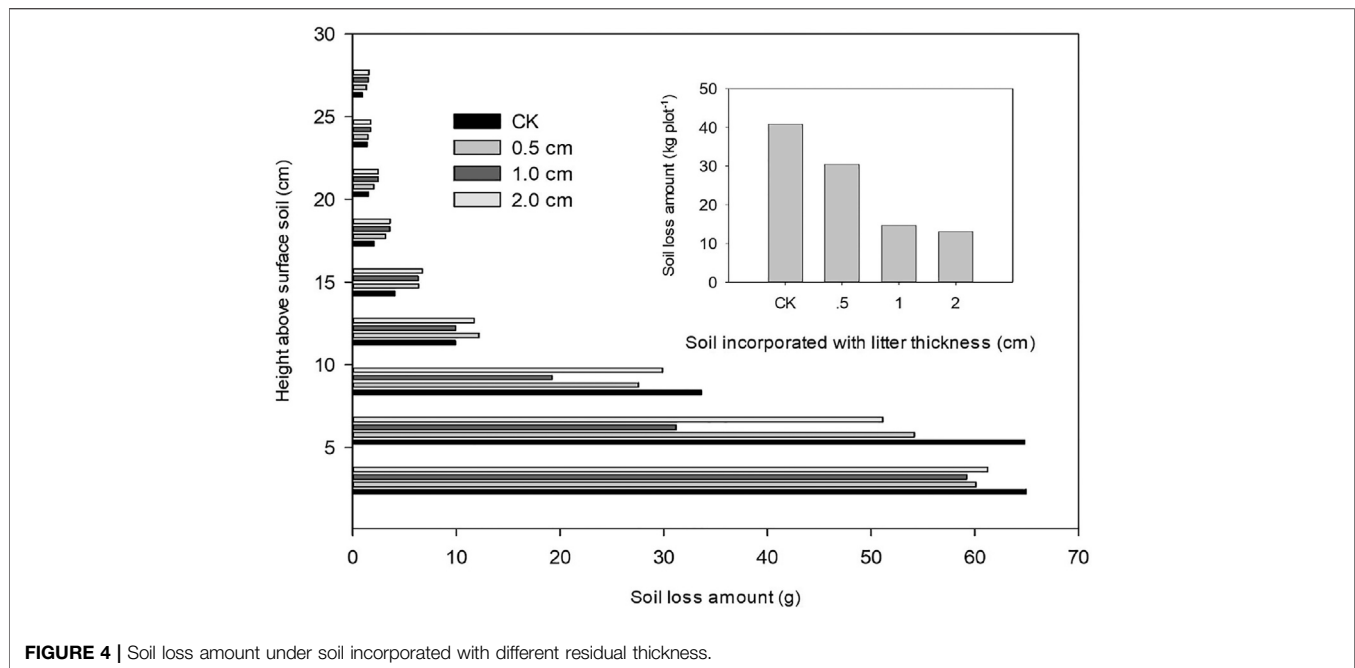 30
25
20
15
10
5
Height above surface soil (cm)
0 10 20 30 40 50 60 70
Soil loss amount (g)
CK
0.5 cm
1.0 cm
2.0 cm
50
40
30
20
10
0
Soil loss amount (kg plot⁻¹)
CK .5 1 2
Soil incorporated with litter thickness (cm)
FIGURE 4 | Soil loss amount under soil incorporated with different residual thickness.